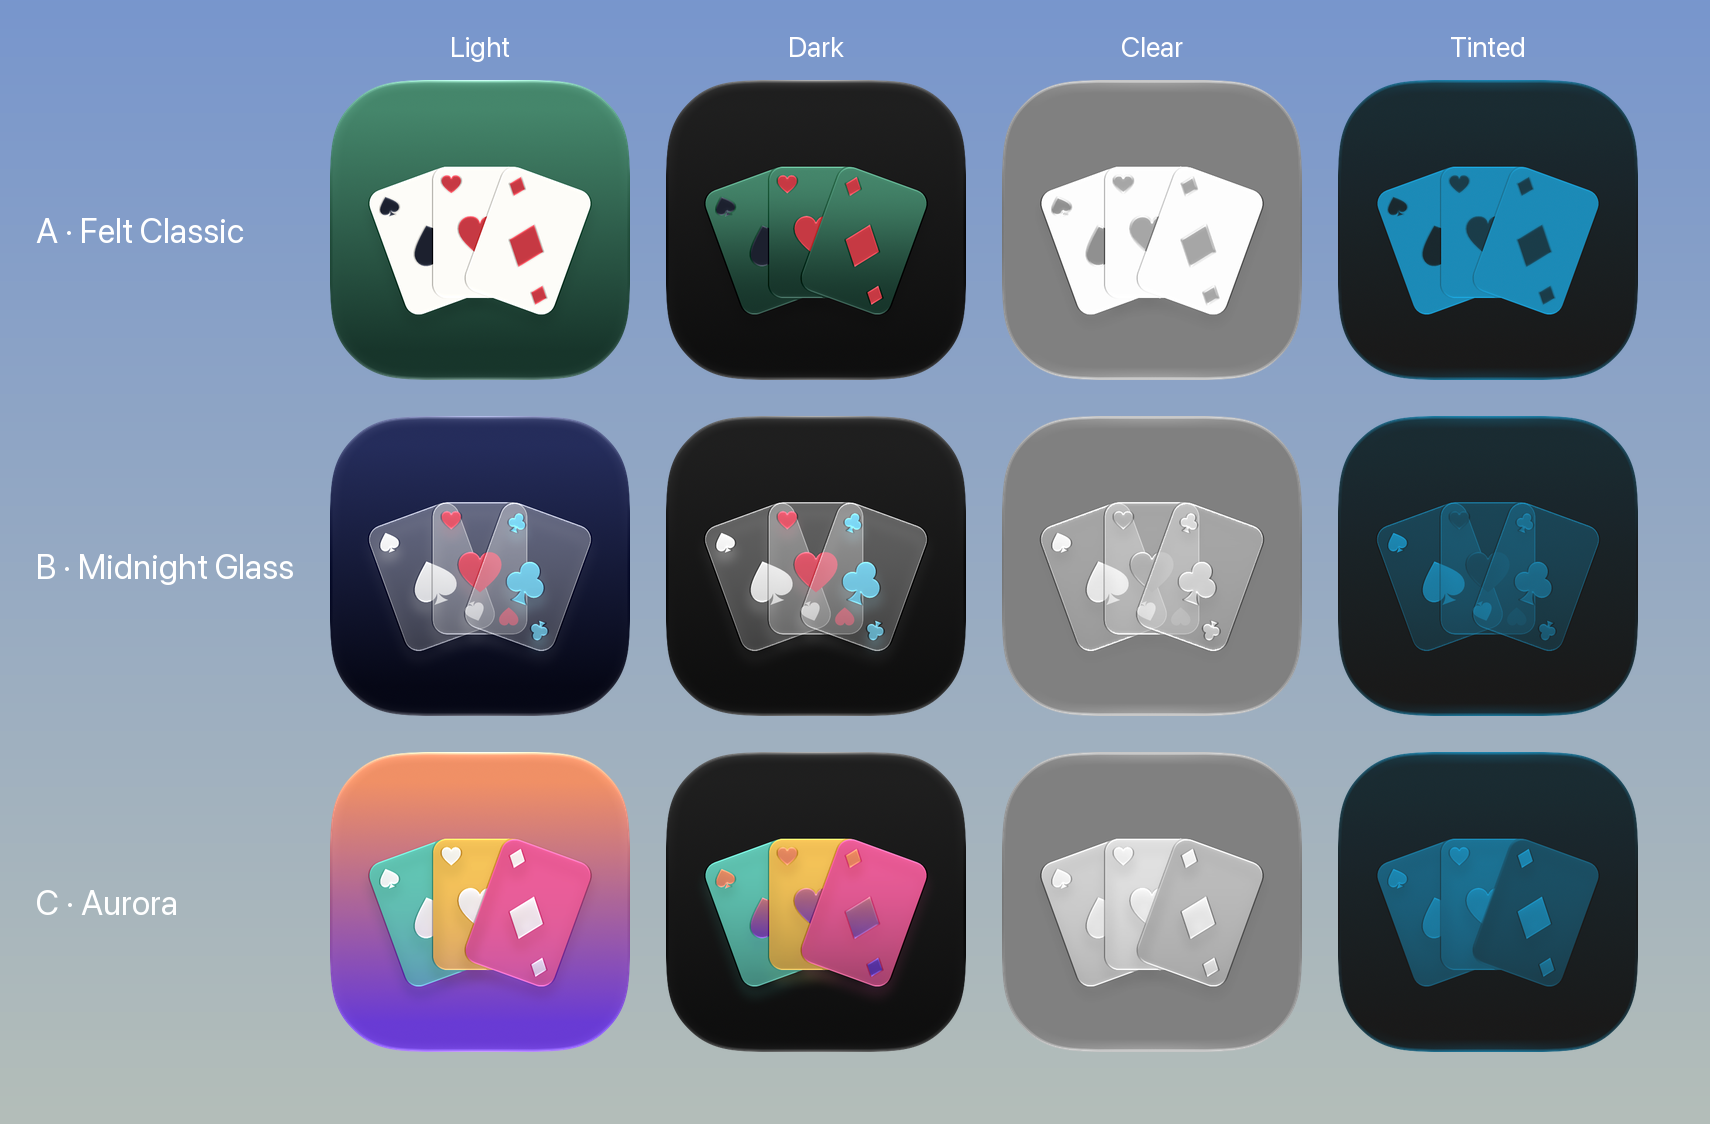 Light Dark Clear Tinted
A · Felt Classic
B · Midnight Glass
C · Aurora